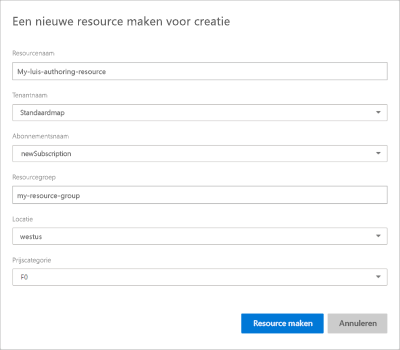 Een nieuwe resource maken voor creatie
Resourcenaam
My-luis-authoring-resource
Tenantnaam
Standaardmap
Abonnementsnaam
newSubscription
Resourcegroep
my-resource-group
Locatie
westus
Prijscategorie
F0
Resource maken
Annuleren